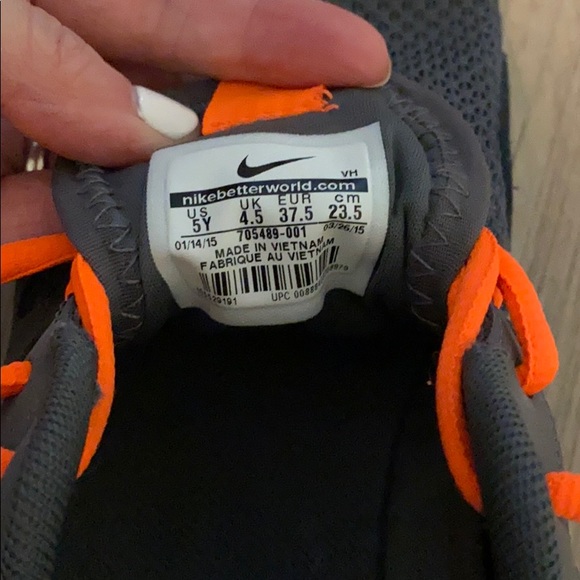 VH
nikebetterworld.com
US UK EUR cm
5Y 4.5 37.5 23.5
01/14/15 705489-001 03/26/15
MADE IN VIETNAM
FABRIQUE AU VIETNAM
UPC